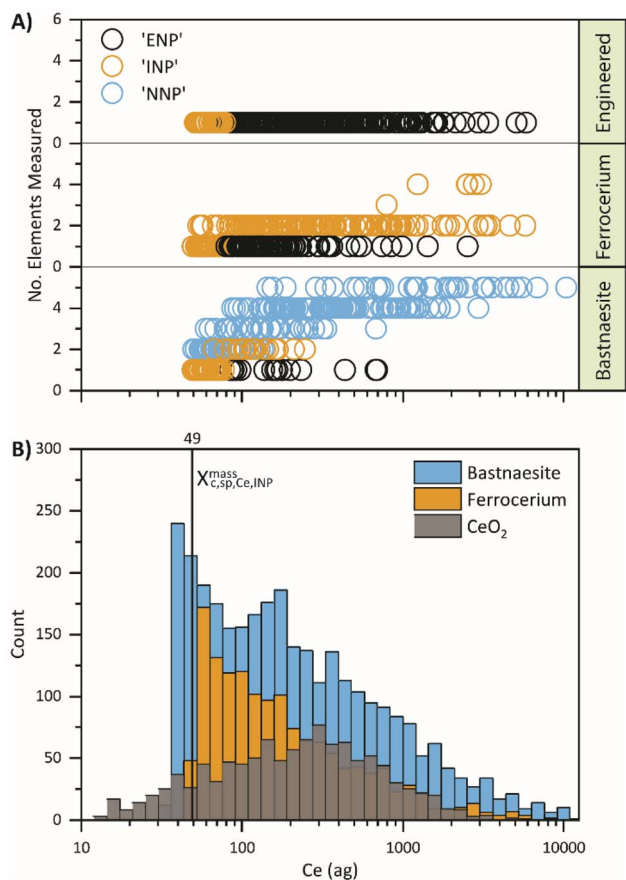 A)
'ENP'
'INP'
'NNP'
No. Elements Measured
6
4
2
0
4
2
0
4
2
0
Engineered
Ferrocerium
Bastnaesite
B)
49
X^mass_c,sp,Ce,INP
Bastnaesite
Ferrocerium
CeO₂
Count
300
250
200
150
100
50
0
10 100 1000 10000
Ce (ag)